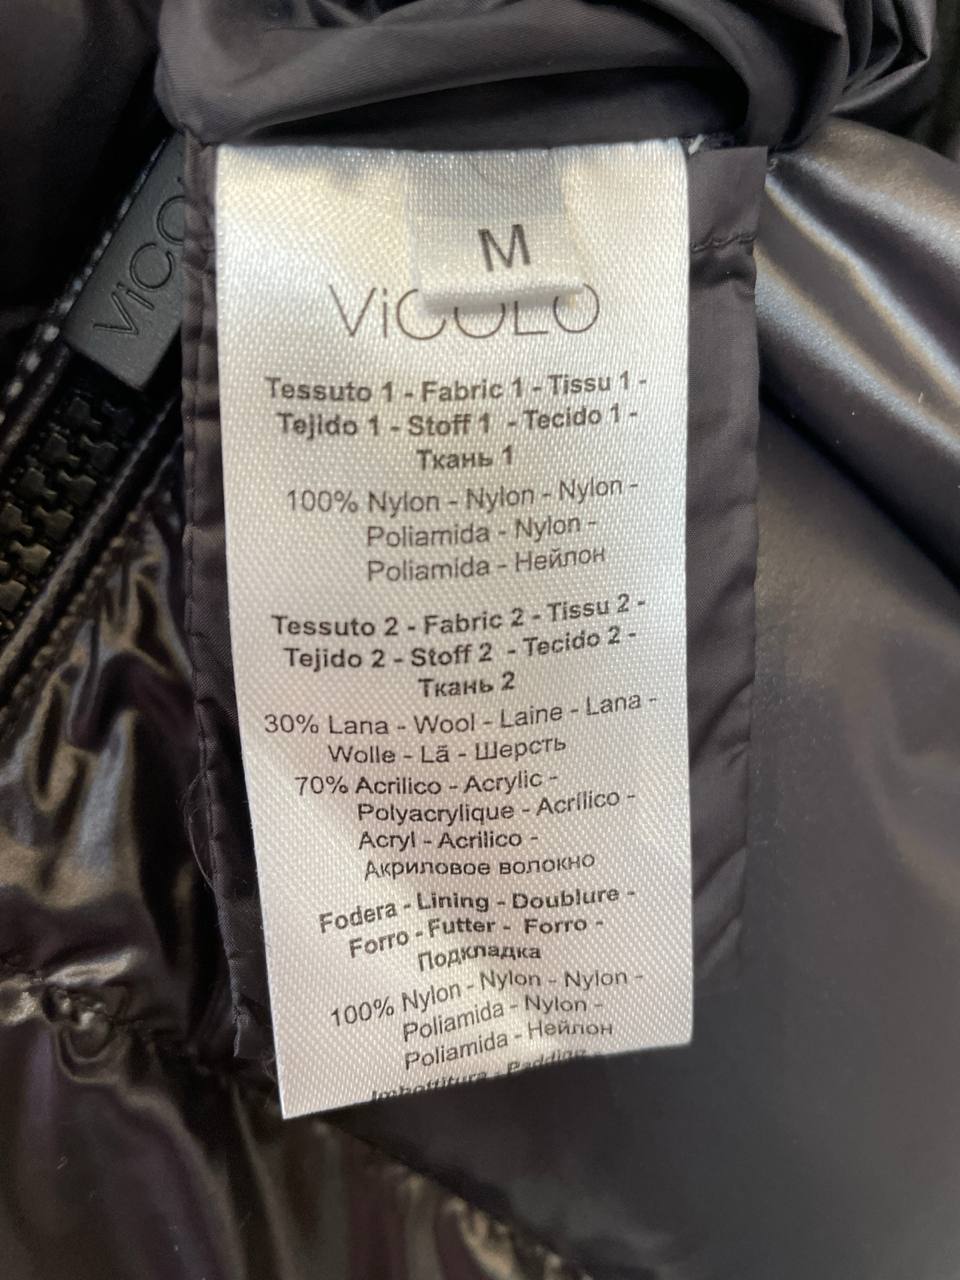 M
ViCOLO
ViCO
Tessuto 1 - Fabric 1 - Tissu 1 -
Tejido 1 - Stoff 1 - Tecido 1 -
Ткань 1
100% Nylon - Nylon - Nylon -
Poliamida - Nylon -
Poliamida - Нейлон
Tessuto 2 - Fabric 2 - Tissu 2 -
Tejido 2 - Stoff 2 - Tecido 2 -
Ткань 2
30% Lana - Wool - Laine - Lana -
Wolle - Lã - Шерсть
70% Acrilico - Acrylic -
Polyacrylique - Acrílico -
Acryl - Acrilico -
Акриловое волокно
Fodera - Lining - Doublure -
Forro - Futter - Forro -
Подкладка
100% Nylon - Nylon - Nylon -
Poliamida - Nylon -
Poliamida - Нейлон
Imbottitura - Padding -